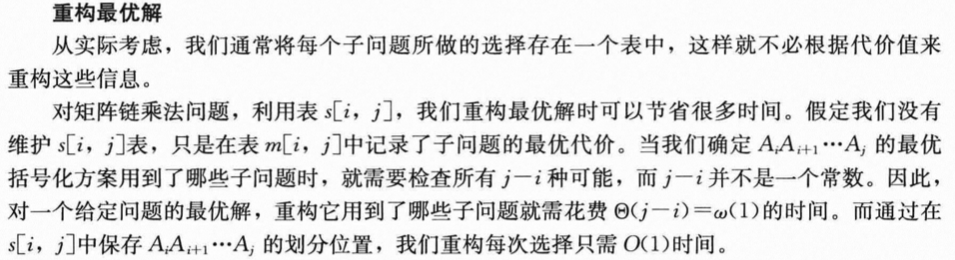 重构最优解
从实际考虑，我们通常将每个子问题所做的选择存在一个表中，这样就不必根据代价值来
重构这些信息。
对矩阵链乘法问题，利用表 s[i，j]，我们重构最优解时可以节省很多时间。假定我们没有
维护 s[i，j]表，只是在表 m[i，j]中记录了子问题的最优代价。当我们确定 AᵢAᵢ₊₁⋯Aⱼ 的最优
括号化方案用到了哪些子问题时，就需要检查所有 j－i 种可能，而 j－i 并不是一个常数。因此，
对一个给定问题的最优解，重构它用到了哪些子问题就需花费 Θ(j－i)＝ω(1)的时间。而通过在
s[i，j]中保存 AᵢAᵢ₊₁⋯Aⱼ 的划分位置，我们重构每次选择只需 O(1)时间。